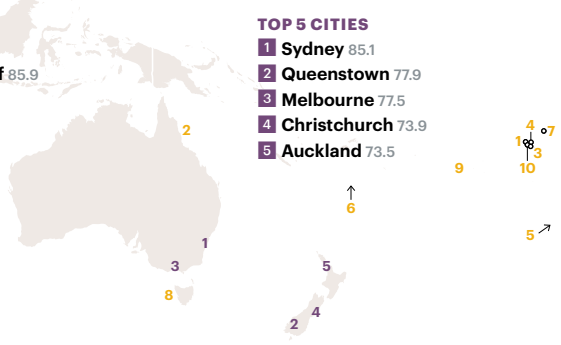 TOP 5 CITIES
1 Sydney 85.1
f 85.9
2 Queenstown 77.9
3 Melbourne 77.5
4 Christchurch 73.9
5 Auckland 73.5
2
4
7
1
3
9
10
6
5
1
3
5
8
4
2